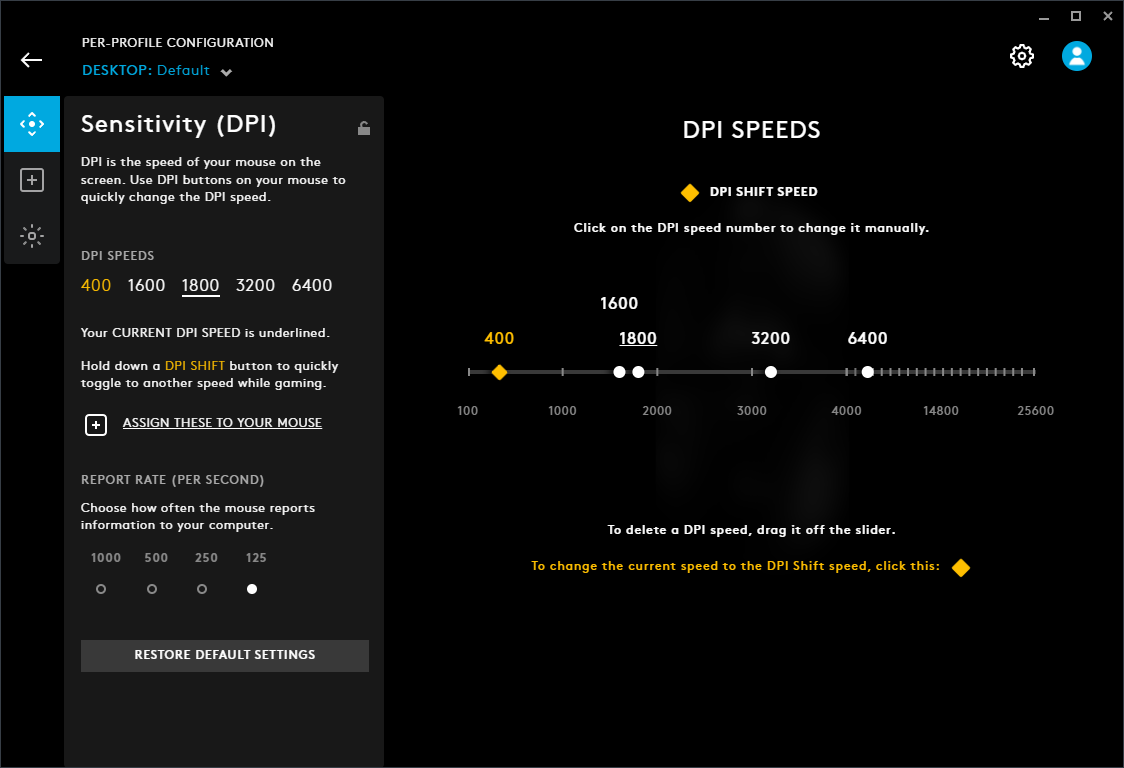 PER-PROFILE CONFIGURATION
DESKTOP: Default
Sensitivity (DPI)
DPI is the speed of your mouse on the
screen. Use DPI buttons on your mouse to
quickly change the DPI speed.
DPI SPEEDS
400 1600 1800 3200 6400
Your CURRENT DPI SPEED is underlined.
Hold down a DPI SHIFT button to quickly
toggle to another speed while gaming.
ASSIGN THESE TO YOUR MOUSE
REPORT RATE (PER SECOND)
Choose how often the mouse reports
information to your computer.
1000 500 250 125
RESTORE DEFAULT SETTINGS
DPI SPEEDS
DPI SHIFT SPEED
Click on the DPI speed number to change it manually.
1600
400 1800 3200 6400
100 1000 2000 3000 4000 14800 25600
To delete a DPI speed, drag it off the slider.
To change the current speed to the DPI Shift speed, click this: